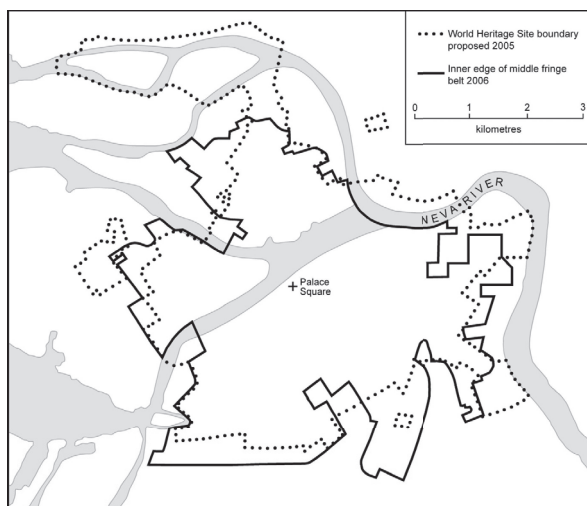 World Heritage Site boundary
proposed 2005
Inner edge of middle fringe
belt 2006
0 1 2 3
kilometres
NEVA RIVER
Palace
Square